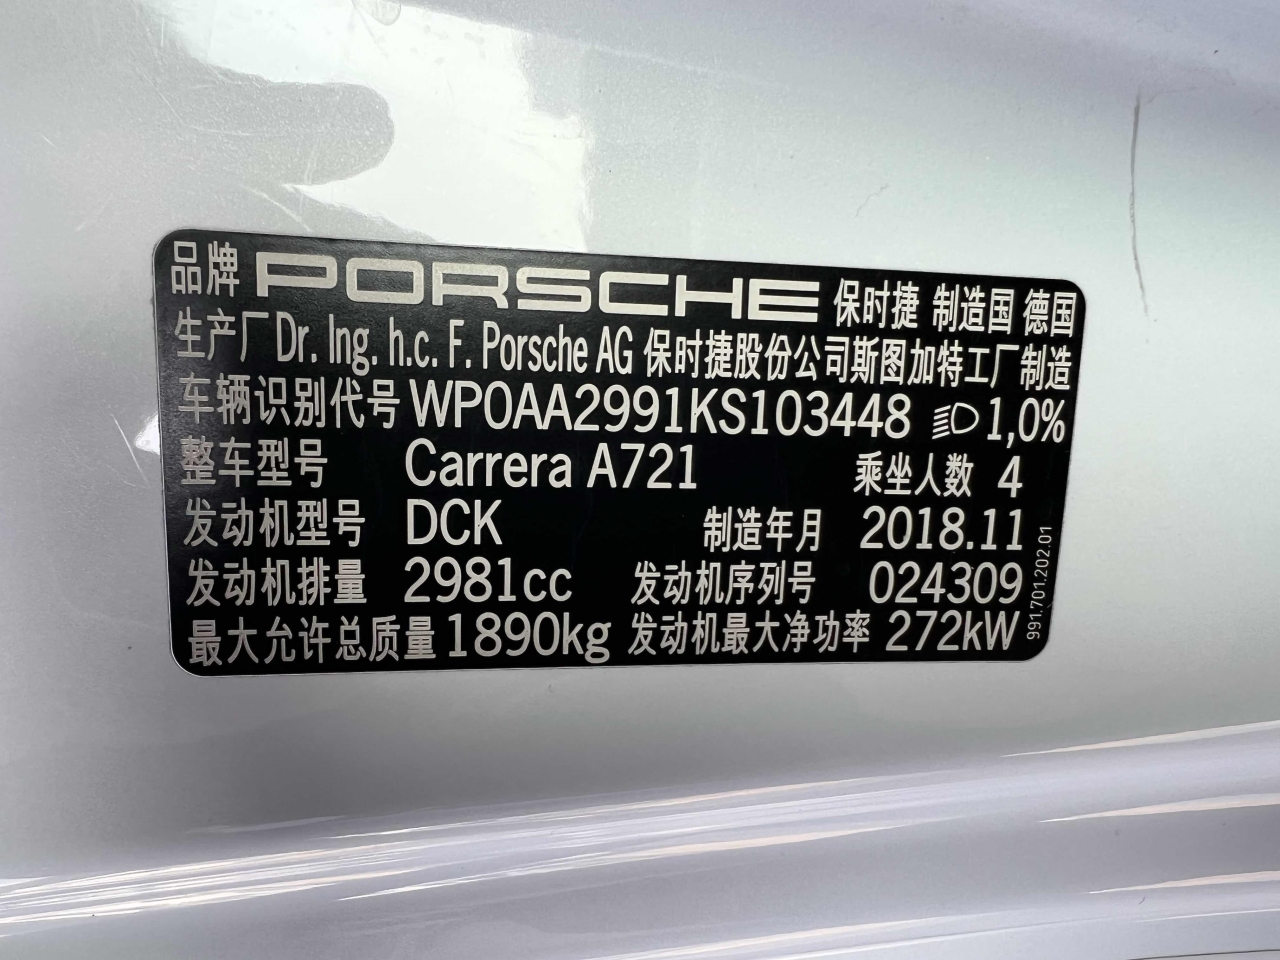 品牌 PORSCHE 保时捷 制造国 德国
生产厂 Dr. Ing. h.c. F. Porsche AG 保时捷股份公司斯图加特工厂 制造
车辆识别代号 WP0AA2991KS103448 1,0%
整车型号 Carrera A721 乘坐人数 4
发动机型号 DCK 制造年月 2018.11
发动机排量 2981cc 发动机序列号 024309
最大允许总质量 1890kg 发动机最大净功率 272kW
991.701.202.01